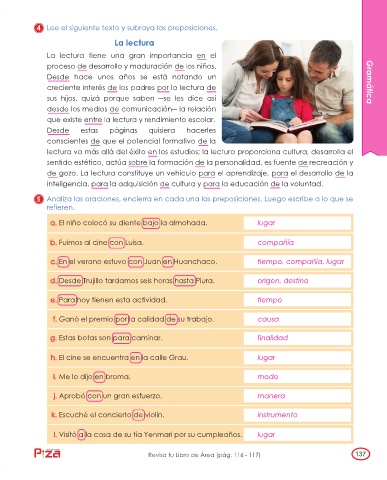 4 Lee el siguiente texto y subraya las preposiciones.
La lectura
La lectura tiene una gran importancia en el
proceso de desarrollo y maduración de los niños.
Desde hace unos años se está notando un
creciente interés de los padres por la lectura de
sus hijos, quizá porque saben —se les dice así
desde los medios de comunicación— la relación
que existe entre la lectura y rendimiento escolar.
Desde estas páginas quisiera hacerles
conscientes de que el potencial formativo de la
lectura va más allá del éxito en los estudios; la lectura proporciona cultura, desarrolla el
sentido estético, actúa sobre la formación de la personalidad, es fuente de recreación y
de gozo. La lectura constituye un vehículo para el aprendizaje, para el desarrollo de la
inteligencia, para la adquisición de cultura y para la educación de la voluntad.
Gramática
5 Analiza las oraciones, encierra en cada una las preposiciones. Luego escribe a lo que se
refieren.
a. El niño colocó su diente bajo la almohada. lugar
b. Fuimos al cine con Luisa. compañía
c. En el verano estuvo con Juan en Huanchaco. tiempo, compañía, lugar
d. Desde Trujillo tardamos seis horas hasta Piura. origen, destino
e. Para hoy tienen esta actividad. tiempo
f. Ganó el premio por la calidad de su trabajo. causa
g. Estas botas son para caminar. finalidad
h. El cine se encuentra en la calle Grau. lugar
i. Me lo dijo en broma. modo
j. Aprobó con un gran esfuerzo. manera
k. Escuché el concierto de violín. instrumento
l. Visitó a la casa de su tía Yenmari por su cumpleaños. lugar
Revisa tu Libro de Área (pág. 116 - 117)
137